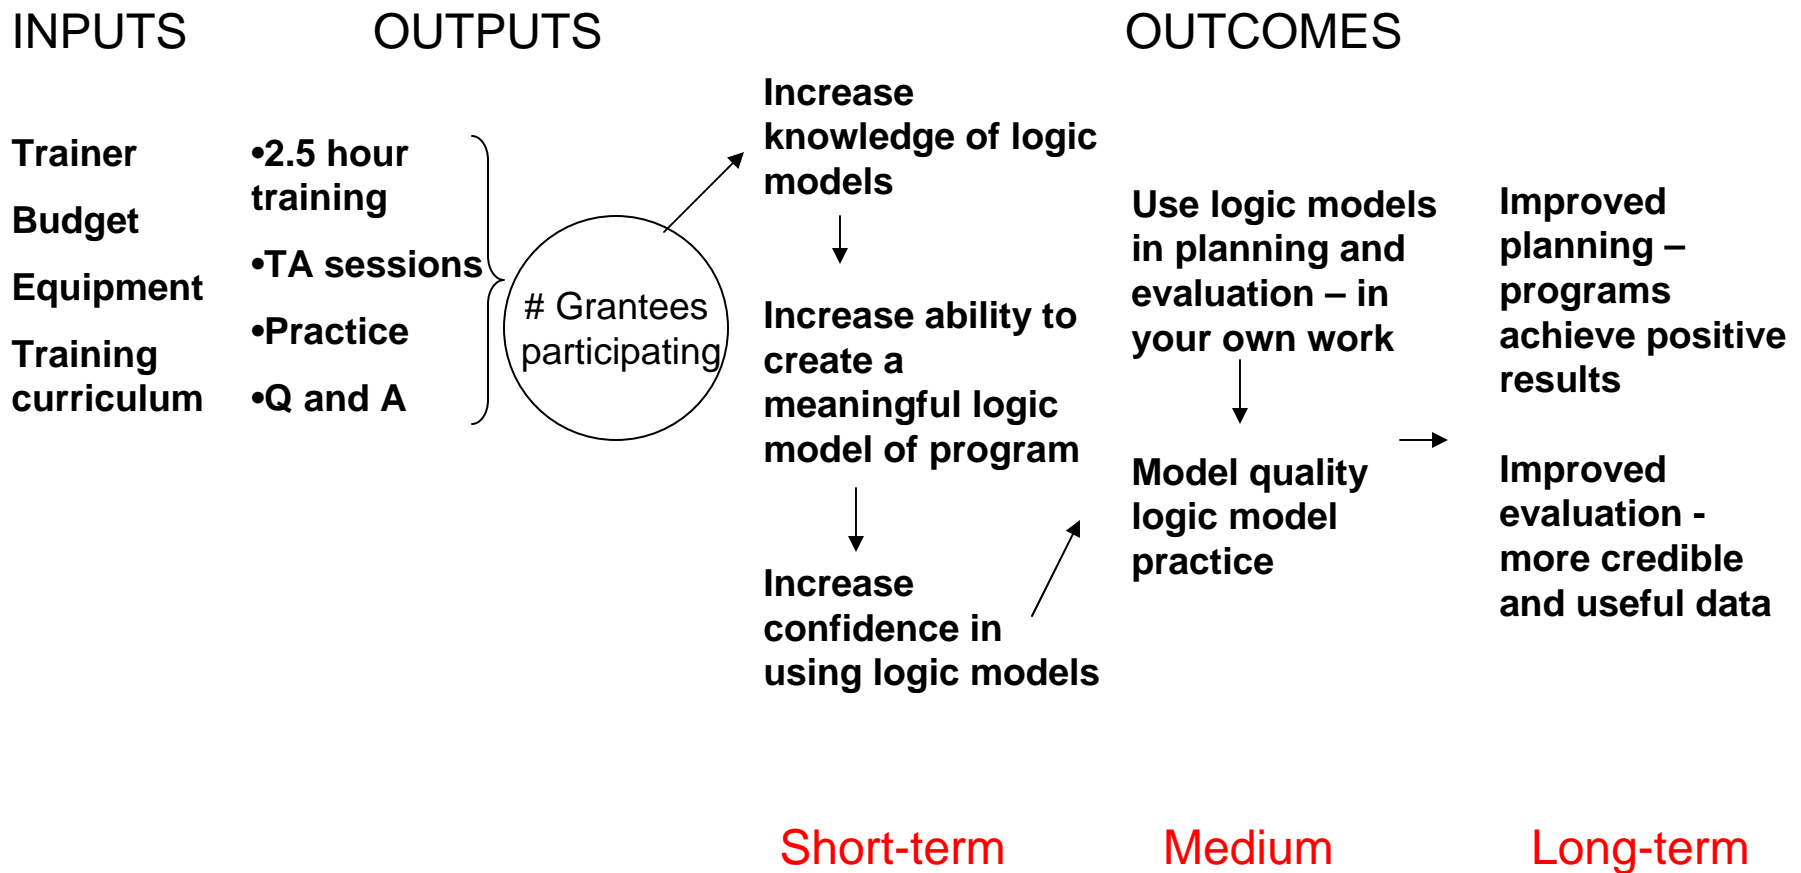 INPUTS
OUTPUTS
OUTCOMES
Trainer
Budget
Equipment
Training
curriculum
•2.5 hour
training
•TA sessions
•Practice
•Q and A
# Grantees
participating
Increase
knowledge of logic
models
Increase ability to
create a
meaningful logic
model of program
Increase
confidence in
using logic models
Use logic models
in planning and
evaluation – in
your own work
Model quality
logic model
practice
Improved
planning –
programs
achieve positive
results
Improved
evaluation -
more credible
and useful data
Short-term
Medium
Long-term